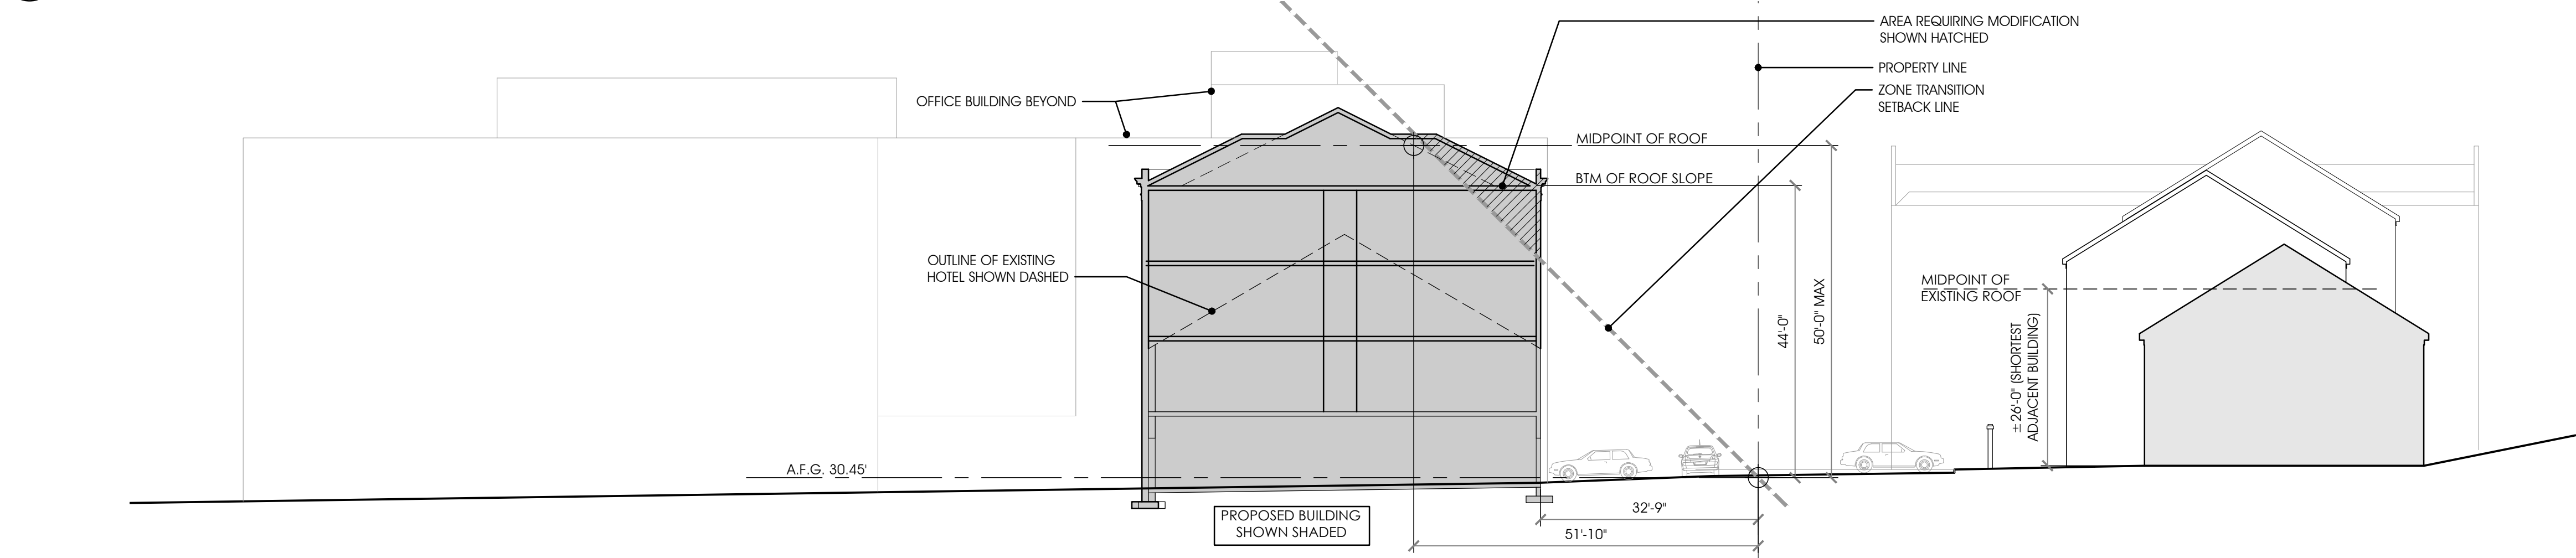 AREA REQUIRING MODIFICATION
SHOWN HATCHED
PROPERTY LINE
ZONE TRANSITION
SETBACK LINE
OFFICE BUILDING BEYOND
MIDPOINT OF ROOF
BTM OF ROOF SLOPE
OUTLINE OF EXISTING
HOTEL SHOWN DASHED
MIDPOINT OF
EXISTING ROOF
44'-0"
50'-0" MAX
±26'-0" (SHORTEST
ADJACENT BUILDING)
A.F.G. 30.45'
PROPOSED BUILDING
SHOWN SHADED
32'-9"
51'-10"